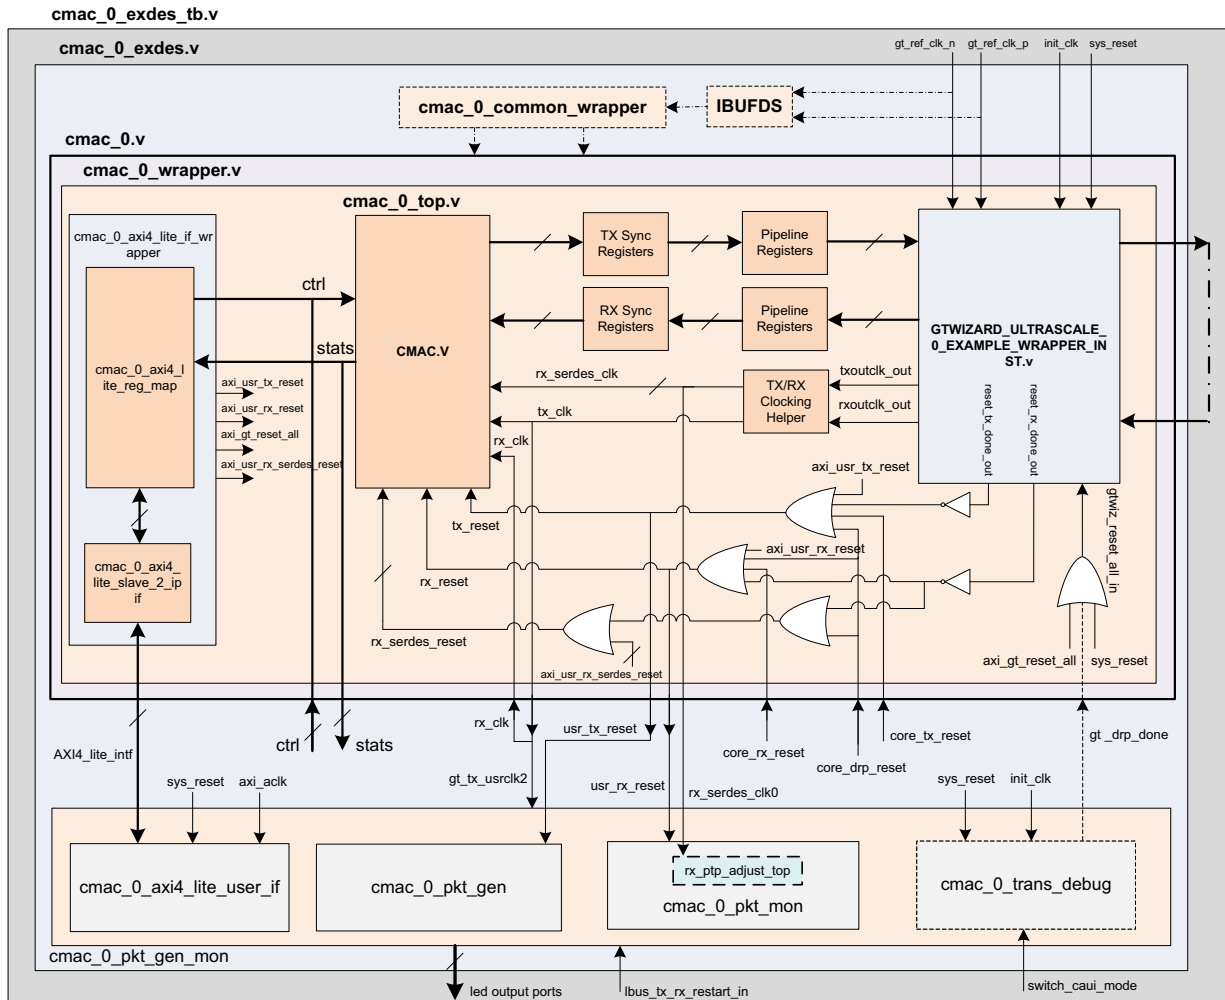 cmac_0_exdes_tb.v
cmac_0_exdes.v
gt_ref_clk_n
gt_ref_clk_p
init_clk
sys_reset
cmac_0_common_wrapper
IBUFDS
cmac_0.v
cmac_0_wrapper.v
cmac_0_top.v
cmac_0_axi4_lite_if_wr
apper
TX Sync
Registers
Pipeline
Registers
ctrl
RX Sync
Registers
Pipeline
Registers
GTWIZARD_ULTRASCALE_
0_EXAMPLE_WRAPPER_IN
ST.v
stats
CMAC.V
cmac_0_axi4_l
ite_reg_map
axi_usr_tx_reset
axi_usr_rx_reset
axi_gt_reset_all
axi_usr_rx_serdes_reset
rx_serdes_clk
tx_clk
rx_clk
TX/RX
Clocking
Helper
txoutclk_out
rxoutclk_out
reset_tx_done_out
reset_rx_done_out
axi_usr_tx_reset
gtwiz_reset_all_in
tx_reset
axi_usr_rx_reset
cmac_0_axi4_
lite_slave_2_ip
if
rx_reset
rx_serdes_reset
axi_usr_rx_serdes_reset
axi_gt_reset_all
sys_reset
AXI4_lite_intf
ctrl
stats
rx_clk
usr_tx_reset
core_rx_reset
core_tx_reset
core_drp_reset
gt _drp_done
sys_reset
axi_aclk
gt_tx_usrclk2
usr_rx_reset
rx_serdes_clk0
sys_reset
init_clk
cmac_0_axi4_lite_user_if
cmac_0_pkt_gen
rx_ptp_adjust_top
cmac_0_pkt_mon
cmac_0_trans_debug
cmac_0_pkt_gen_mon
led output ports
lbus_tx_rx_restart_in
switch_caui_mode